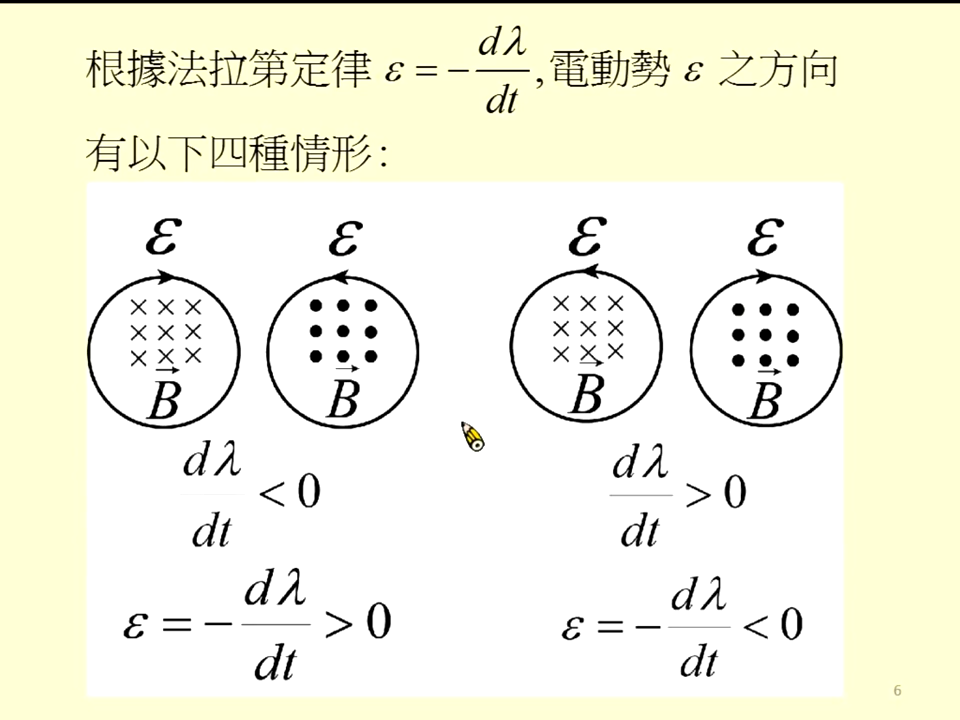 根據法拉第定律 ε = − dλ/dt , 電動勢 ε 之方向
有以下四種情形:
ε ε ε ε
× × × • • • × × × • • •
× × × • • • × × × • • •
× × × • • • × × × • • •
B⃗ B⃗ B⃗ B⃗
dλ/dt < 0 dλ/dt > 0
ε = − dλ/dt > 0 ε = − dλ/dt < 0
6